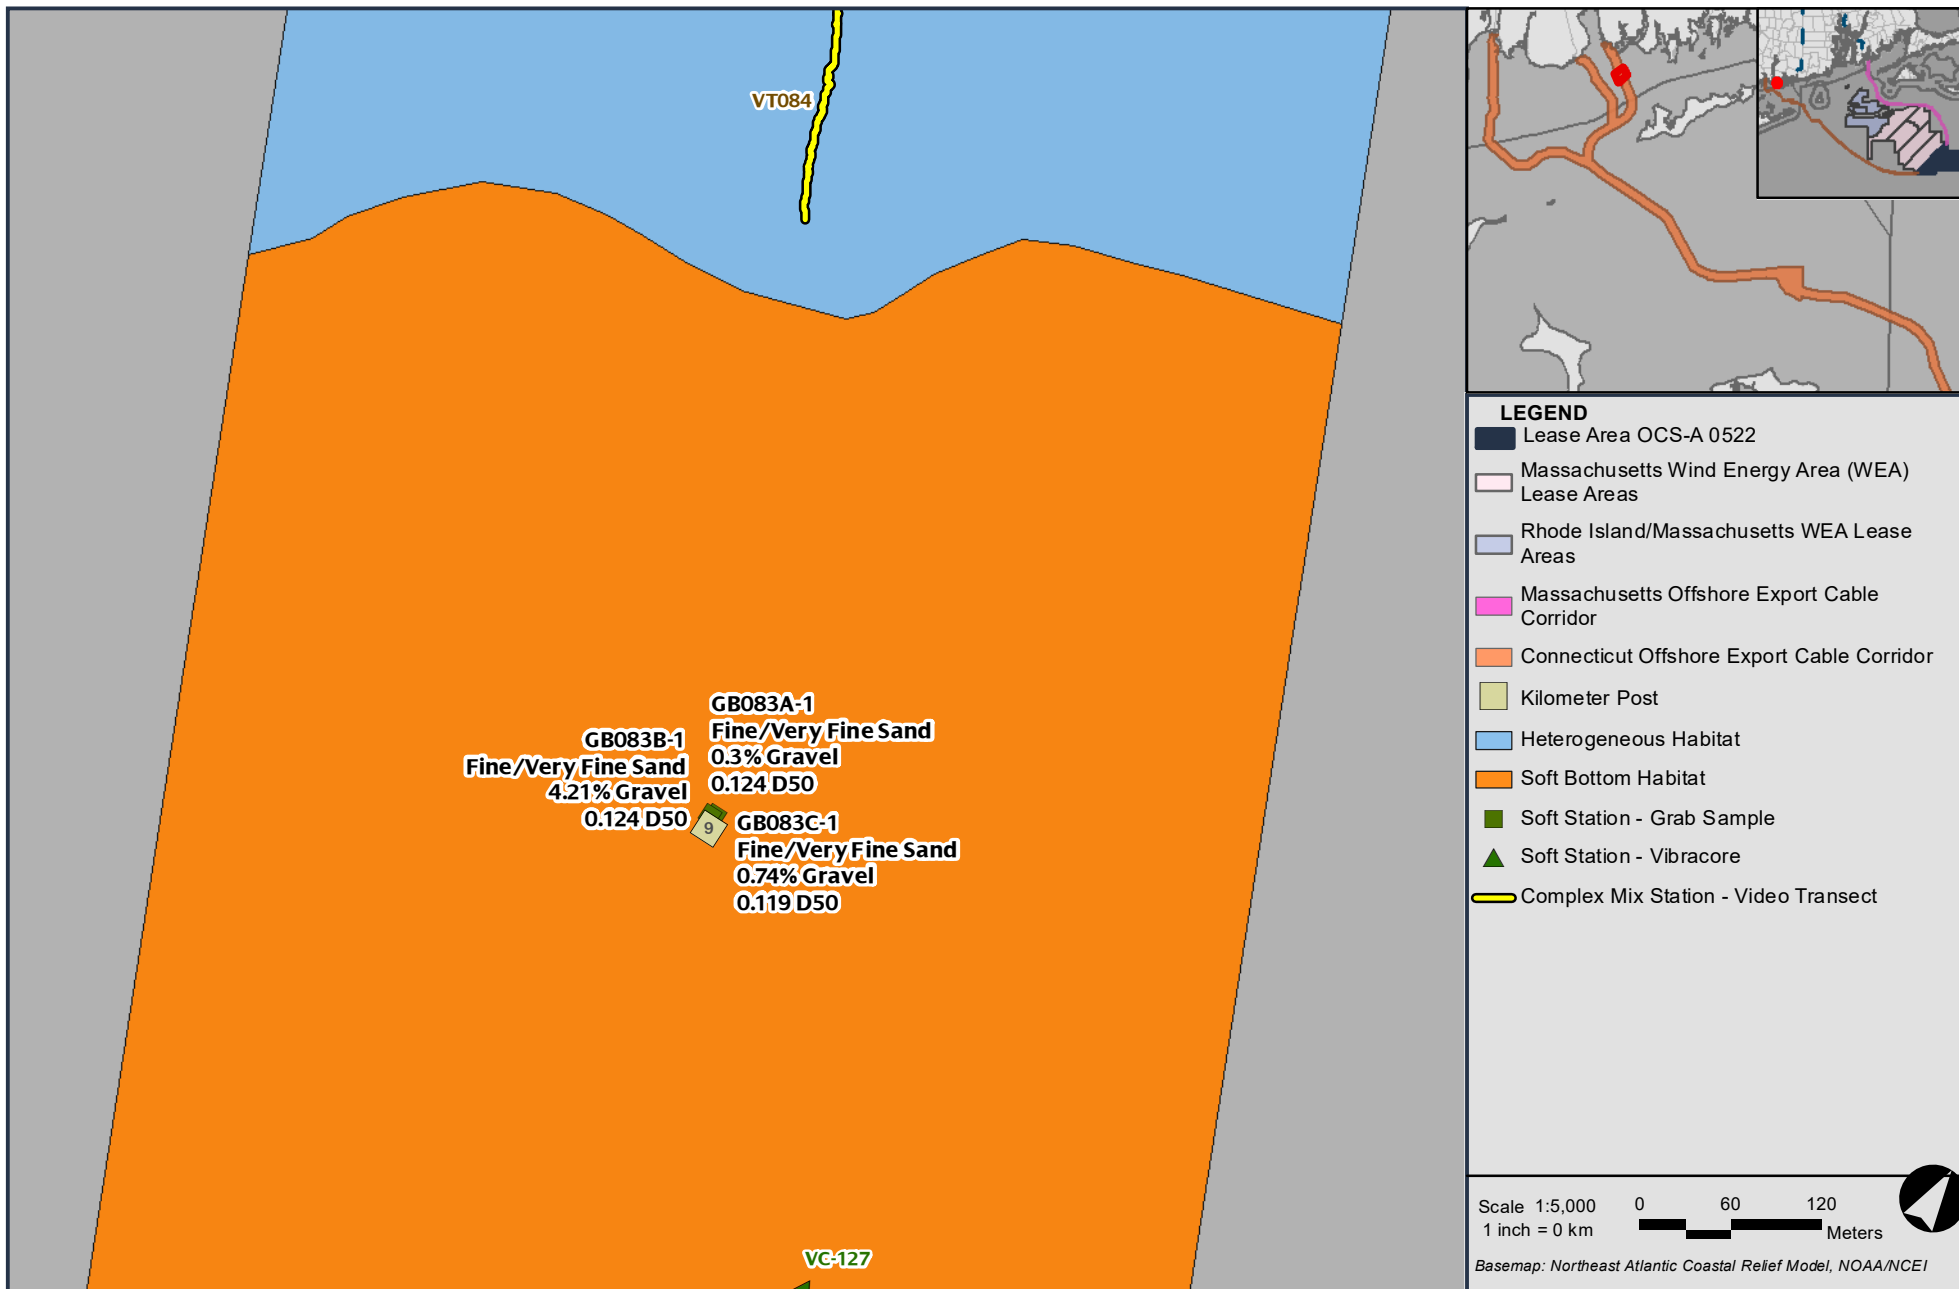 VT084
GB083A-1
Fine/Very Fine Sand
0.3% Gravel
0.124 D50
GB083B-1
Fine/Very Fine Sand
4.21% Gravel
0.124 D50
9
GB083C-1
Fine/Very Fine Sand
0.74% Gravel
0.119 D50
VC-127
LEGEND
Lease Area OCS-A 0522
Massachusetts Wind Energy Area (WEA)
Lease Areas
Rhode Island/Massachusetts WEA Lease
Areas
Massachusetts Offshore Export Cable
Corridor
Connecticut Offshore Export Cable Corridor
Kilometer Post
Heterogeneous Habitat
Soft Bottom Habitat
Soft Station - Grab Sample
Soft Station - Vibracore
Complex Mix Station - Video Transect
Scale 1:5,000
1 inch = 0 km
0 60 120
Meters
Basemap: Northeast Atlantic Coastal Relief Model, NOAA/NCEI